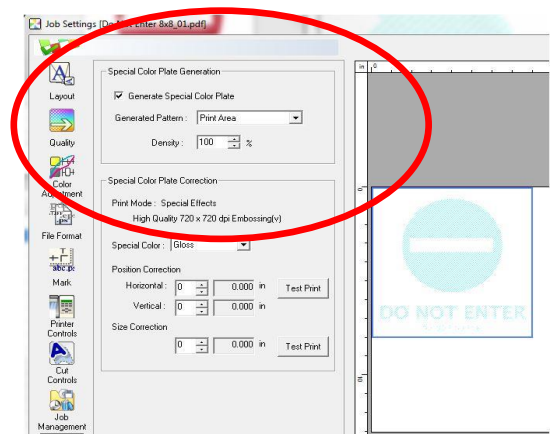 Job Settings [Do Not Enter 8x8_01.pdf]
Layout
Quality
Color
Adjustment
File Format
Mark
Printer
Controls
Cut
Controls
Job
Management
Special Color Plate Generation
Generate Special Color Plate
Generated Pattern : Print Area
Density : 100 %
Special Color Plate Correction
Print Mode : Special Effects
High Quality 720 x 720 dpi Embossing(v)
Special Color : Gloss
Position Correction
Horizontal : 0 0.000 in Test Print
Vertical : 0 0.000 in
Size Correction
0 0.000 in Test Print
in 0
0
10
DO NOT ENTER